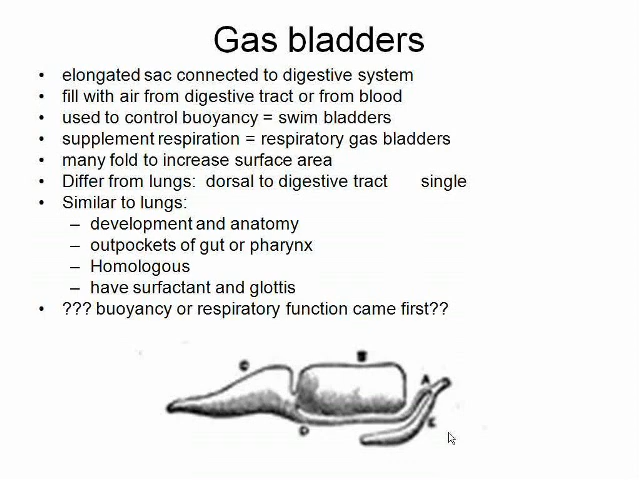 Gas bladders
• elongated sac connected to digestive system
• fill with air from digestive tract or from blood
• used to control buoyancy = swim bladders
• supplement respiration = respiratory gas bladders
• many fold to increase surface area
• Differ from lungs: dorsal to digestive tract single
• Similar to lungs:
– development and anatomy
– outpockets of gut or pharynx
– Homologous
– have surfactant and glottis
• ??? buoyancy or respiratory function came first??
A
D